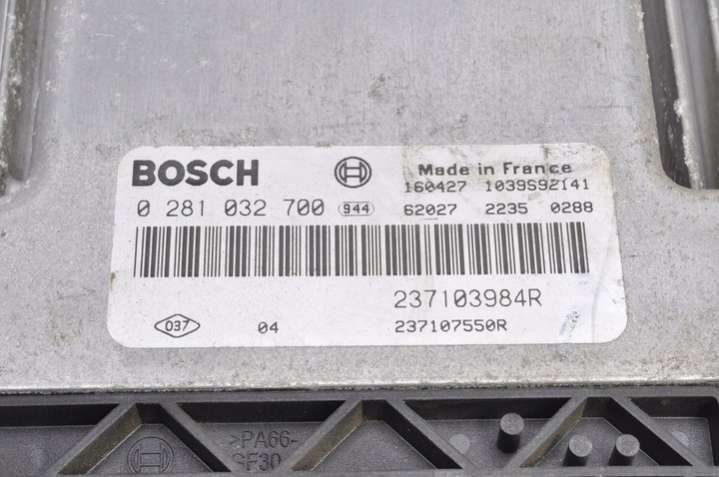 BOSCH Made in France
160427 1039S92141
0 281 032 700 944 62027 2235 0288
237103984R
037 04 237107550R
>PA66-
GF30